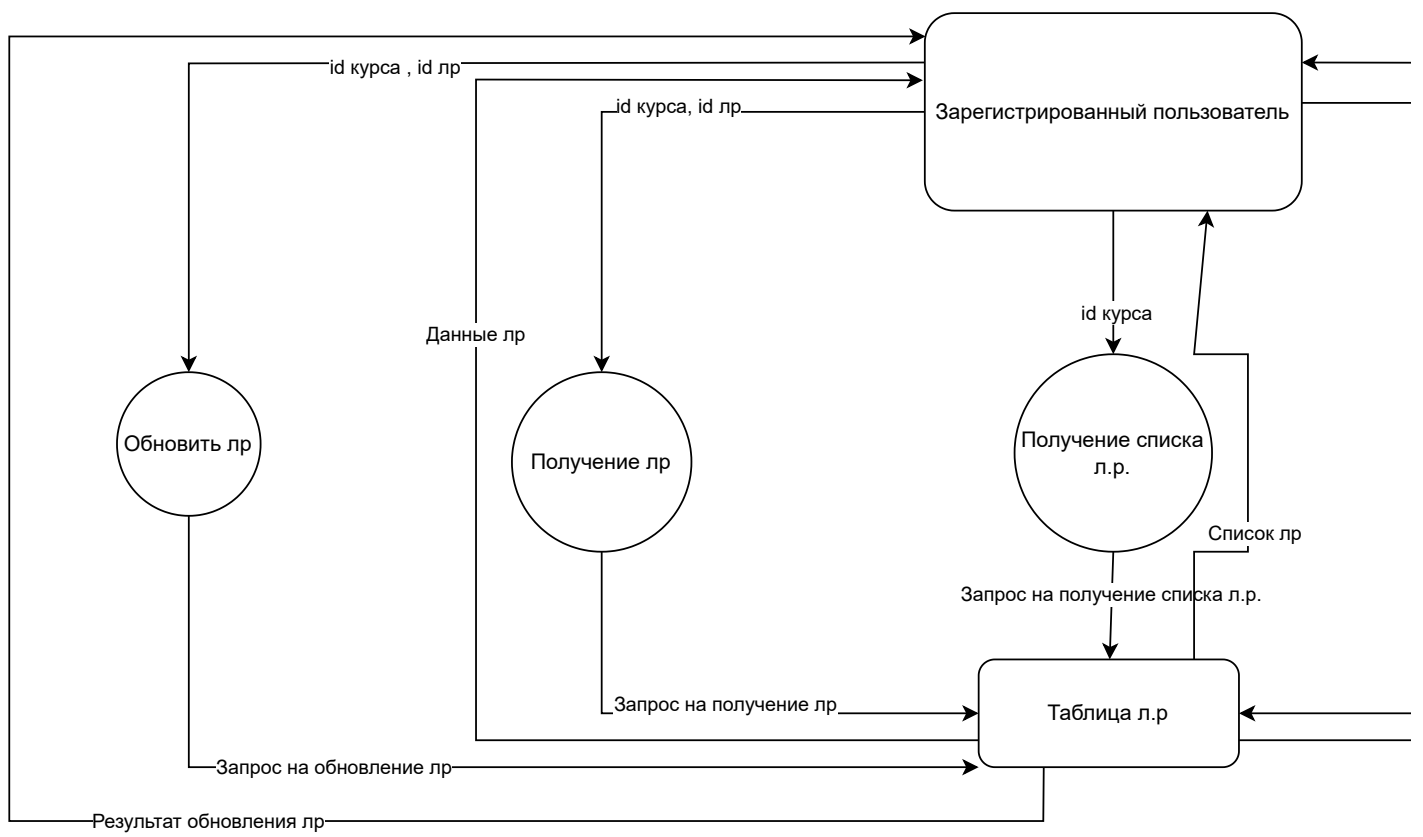 id курса , id лр
id курса, id лр
Зарегистрированный пользователь
id курса
Данные лр
Обновить лр
Получение лр
Получение списка
л.р.
Список лр
Запрос на получение списка л.р.
Запрос на получение лр
Таблица л.р
Запрос на обновление лр
Результат обновления лр